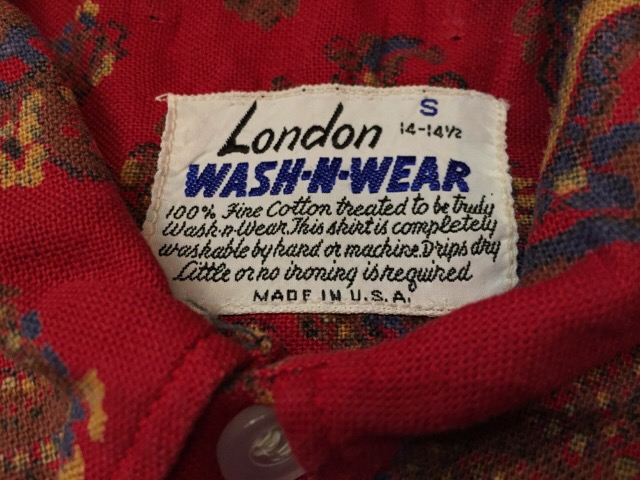 London S 14-14½
WASH-N-WEAR
100% Fine Cotton treated to be truly
Wash-n-Wear. This shirt is completely
washable by hand or machine. Drips dry
Little or no ironing is required
MADE IN U.S.A.